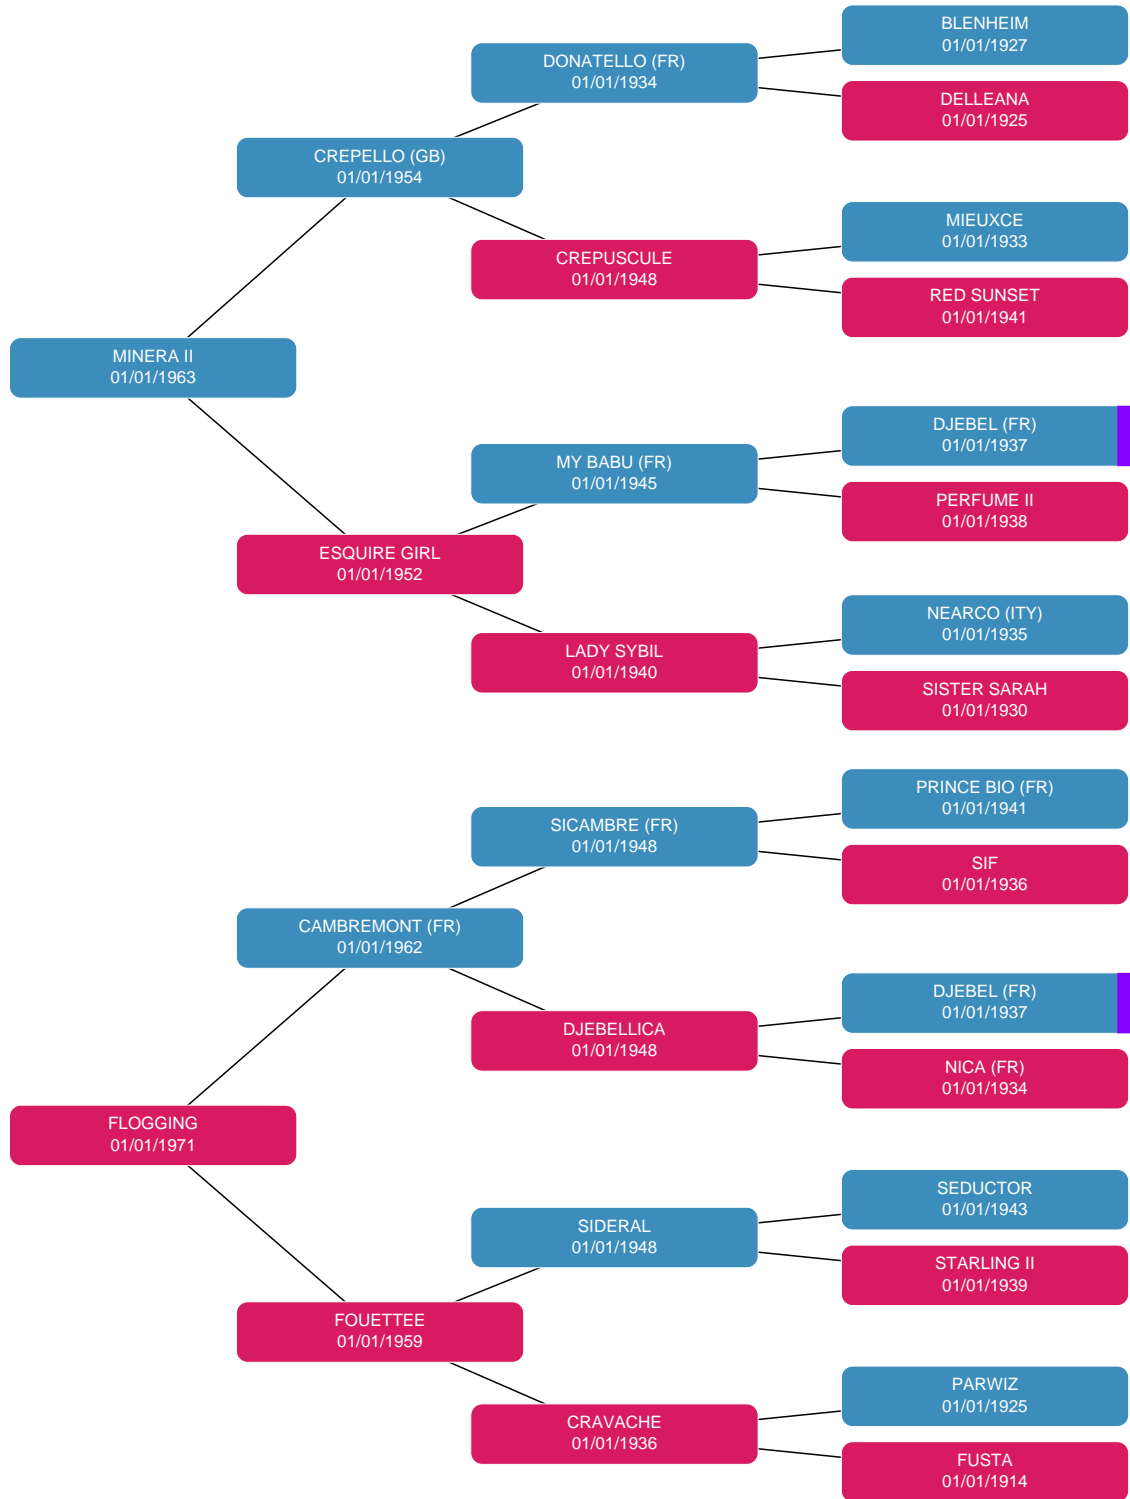 BLENHEIM
01/01/1927
DONATELLO (FR)
01/01/1934
DELLEANA
01/01/1925
CREPELLO (GB)
01/01/1954
MIEUXCE
01/01/1933
CREPUSCULE
01/01/1948
RED SUNSET
01/01/1941
MINERA II
01/01/1963
DJEBEL (FR)
01/01/1937
MY BABU (FR)
01/01/1945
PERFUME II
01/01/1938
ESQUIRE GIRL
01/01/1952
NEARCO (ITY)
01/01/1935
LADY SYBIL
01/01/1940
SISTER SARAH
01/01/1930
PRINCE BIO (FR)
01/01/1941
SICAMBRE (FR)
01/01/1948
SIF
01/01/1936
CAMBREMONT (FR)
01/01/1962
DJEBEL (FR)
01/01/1937
DJEBELLICA
01/01/1948
NICA (FR)
01/01/1934
FLOGGING
01/01/1971
SEDUCTOR
01/01/1943
SIDERAL
01/01/1948
STARLING II
01/01/1939
FOUETTEE
01/01/1959
PARWIZ
01/01/1925
CRAVACHE
01/01/1936
FUSTA
01/01/1914